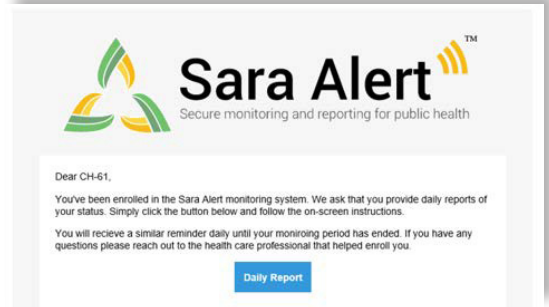 Sara Alert™
Secure monitoring and reporting for public health
Dear CH-61,
You've been enrolled in the Sara Alert monitoring system. We ask that you provide daily reports of
your status. Simply click the button below and follow the on-screen instructions.
You will recieve a similar reminder daily until your moniroing period has ended. If you have any
questions please reach out to the health care professional that helped enroll you.
Daily Report